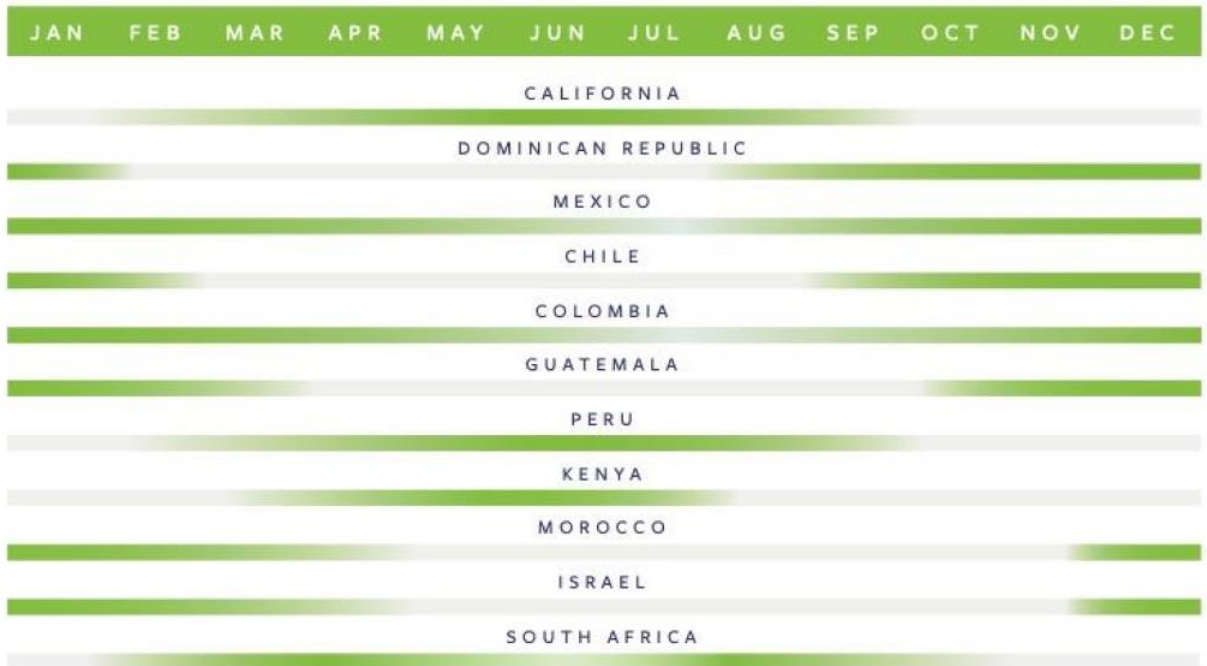 JAN FEB MAR APR MAY JUN JUL AUG SEP OCT NOV DEC
CALIFORNIA
DOMINICAN REPUBLIC
MEXICO
CHILE
COLOMBIA
GUATEMALA
PERU
KENYA
MOROCCO
ISRAEL
SOUTH AFRICA